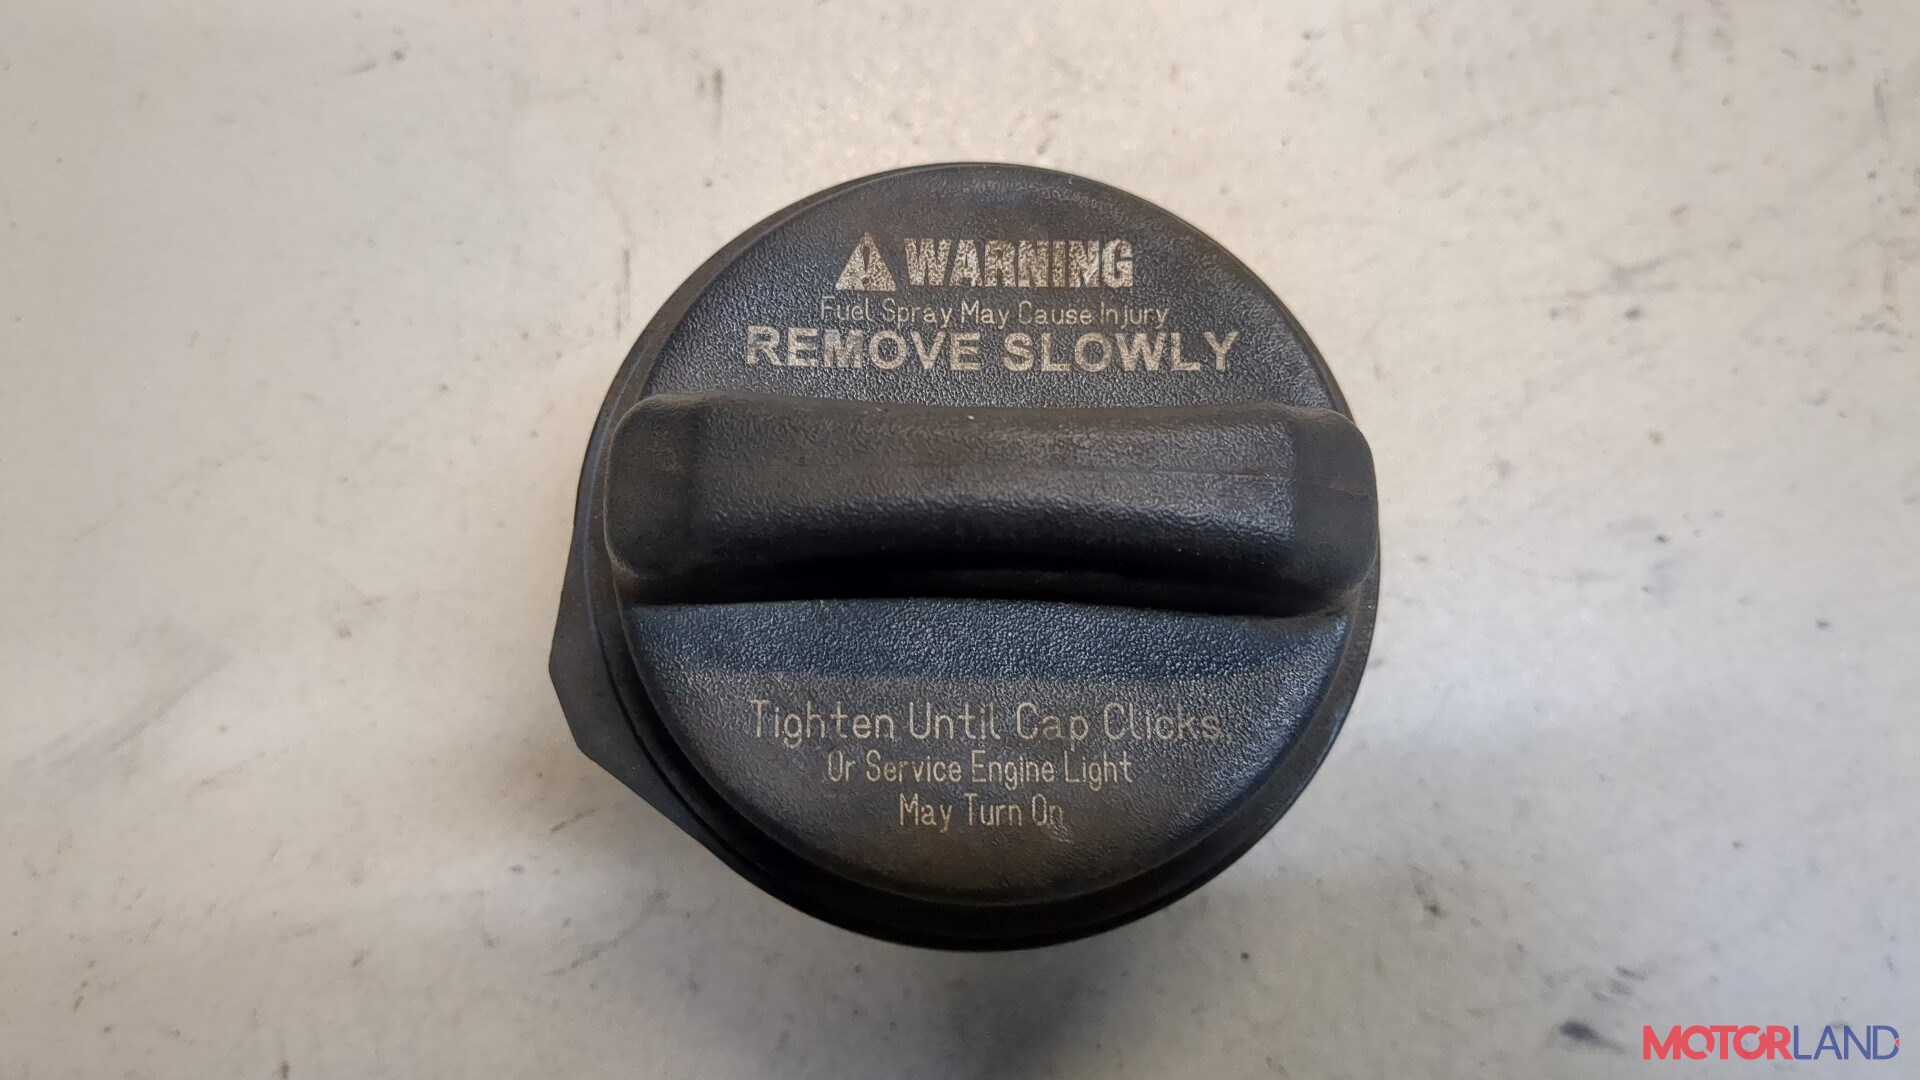 WARNING
Fuel Spray May Cause Injury
REMOVE SLOWLY
Tighten Until Cap Clicks,
Or Service Engine Light
May Turn On
MOTORLAND